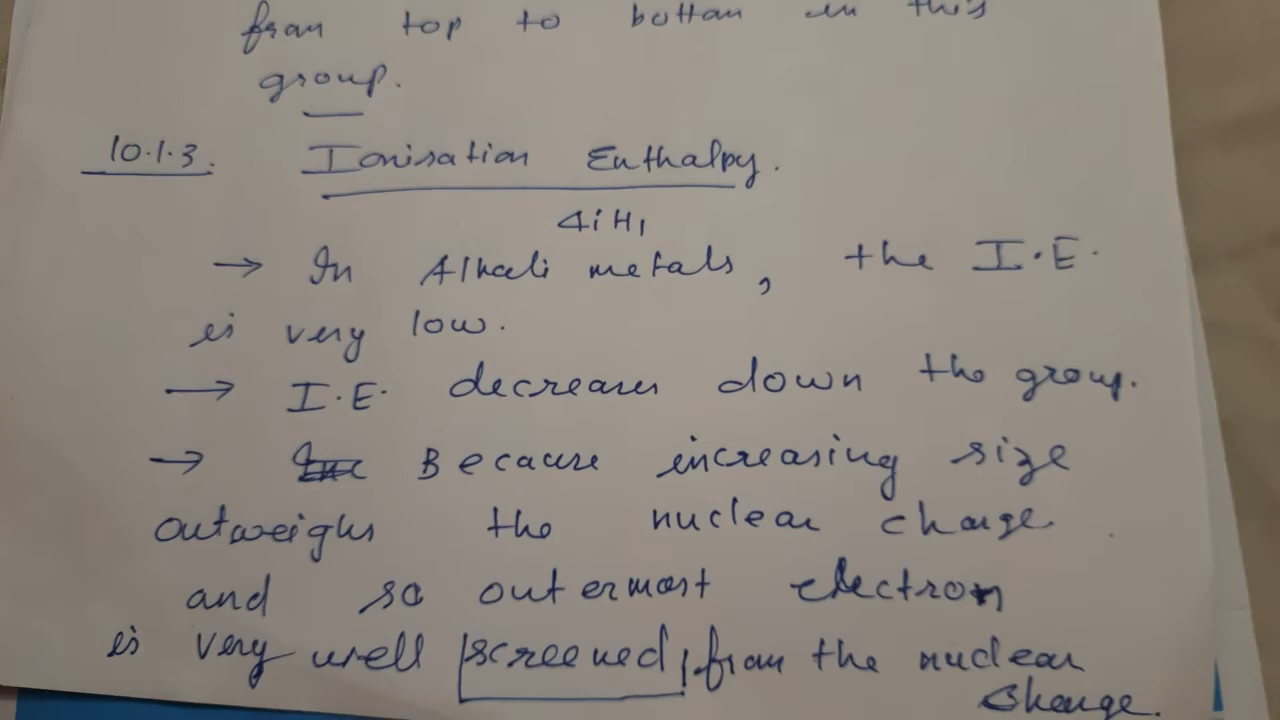 from top to bottom in this
group.
10.1.3. Ionisation Enthalpy.
ΔiH1
→ In Alkali metals, the I.E.
is very low.
→ I.E. decreases down the group.
→ Because increasing size
outweighs the nuclear charge
and so outermost electron
is very well screened, from the nuclear
charge.